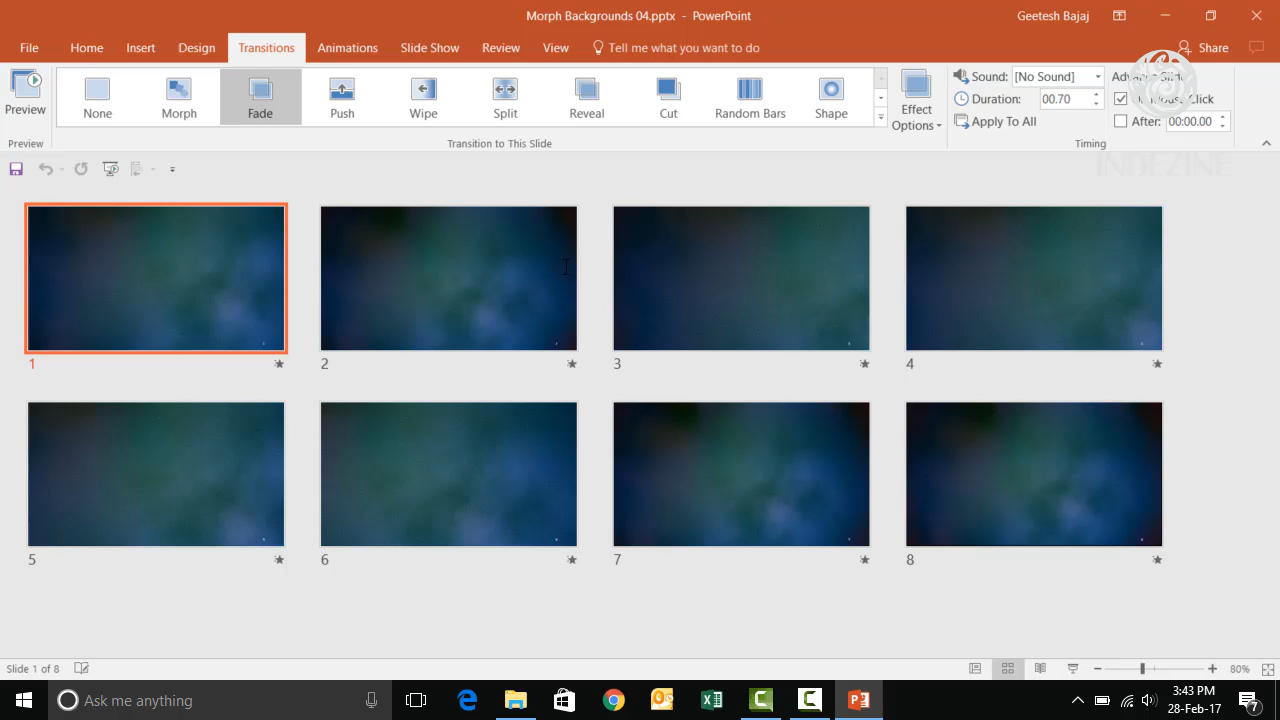 Morph Backgrounds 04.pptx - PowerPoint
Geetesh Bajaj
File Home Insert Design Transitions Animations Slide Show Review View Tell me what you want to do
Share
Preview
None Morph Fade Push Wipe Split Reveal Cut Random Bars Shape
Effect
Options
Sound: [No Sound]
Duration: 00.70
Apply To All
Click
After: 00:00.00
Preview
Transition to This Slide
Timing
INDEZINE
1
2
3
4
5
6
7
8
Slide 1 of 8
80%
Ask me anything
3:43 PM
28-Feb-17
7